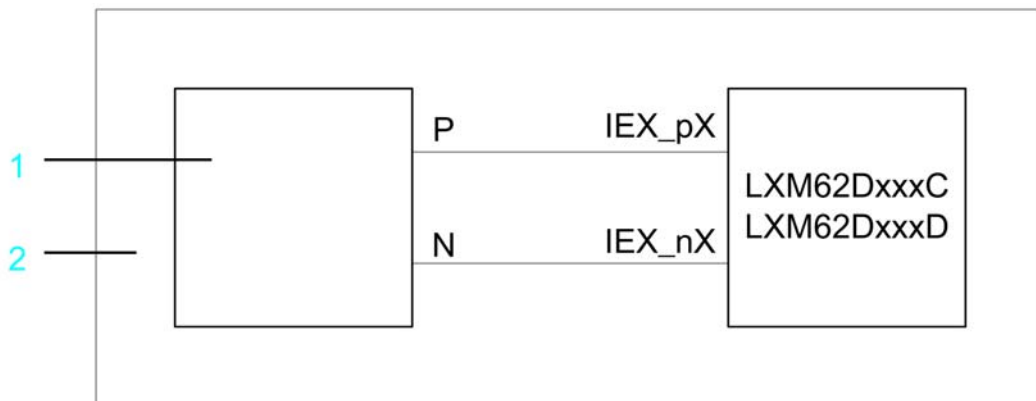 P
IEX_pX
1
LXM62DxxxC
LXM62DxxxD
2
N
IEX_nX